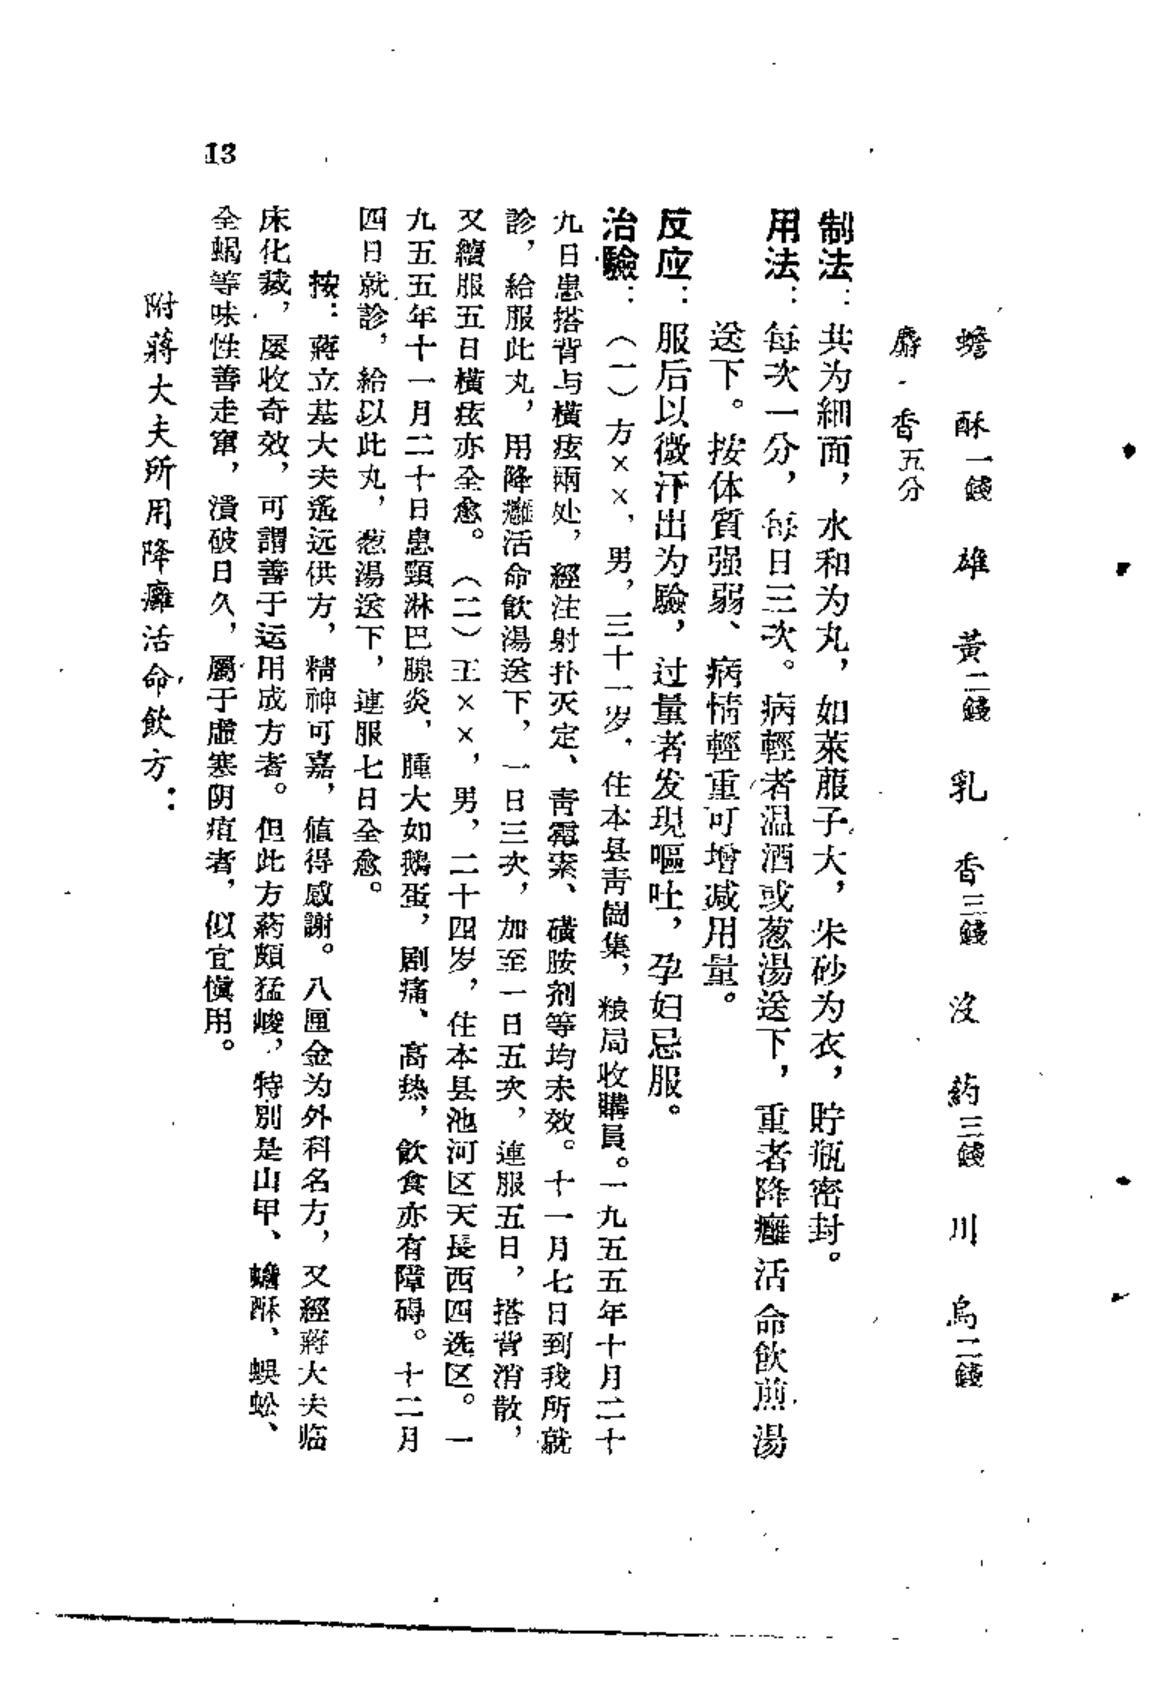 蟾酥一錢 雄黃二錢 乳香三錢 沒葯三錢 川烏二錢
麝香五分
制法：共为細面，水和为丸，如萊菔子大，朱砂为衣，貯瓶密封。
用法：每次一分，每日三次。病輕者温酒或葱湯送下，重者降癰活命飲煎湯
送下。按体質强弱、病情輕重可增减用量。
反应：服后以微汗出为驗，过量者发現嘔吐，孕妇忌服。
治驗：（一）方××，男，三十一岁，住本县青崗集，粮局收購員。一九五五年十月二十
九日患搭背与橫痃兩处，經注射扑灭定、青霉素、磺胺剂等均未效。十一月七日到我所就
診，給服此丸，用降癰活命飲湯送下，一日三次，加至一日五次，連服五日，搭背消散，
又續服五日橫痃亦全愈。（二）王××，男，二十四岁，住本县池河区天長西四选区。一
九五五年十一月二十日患頸淋巴腺炎，腫大如鵝蛋，剧痛、高热，飲食亦有障碍。十二月
四日就診，給以此丸，葱湯送下，連服七日全愈。
按：蔣立基大夫遙远供方，精神可嘉，值得感謝。八厘金为外科名方，又經蔣大夫临
床化裁，屡收奇效，可謂善于运用成方者。但此方葯頗猛峻，特別是山甲、蟾酥、蜈蚣、
全蝎等味性善走窜，潰破日久，屬于虛寒阴疽者，似宜愼用。
附蔣大夫所用降癰活命飲方：
13